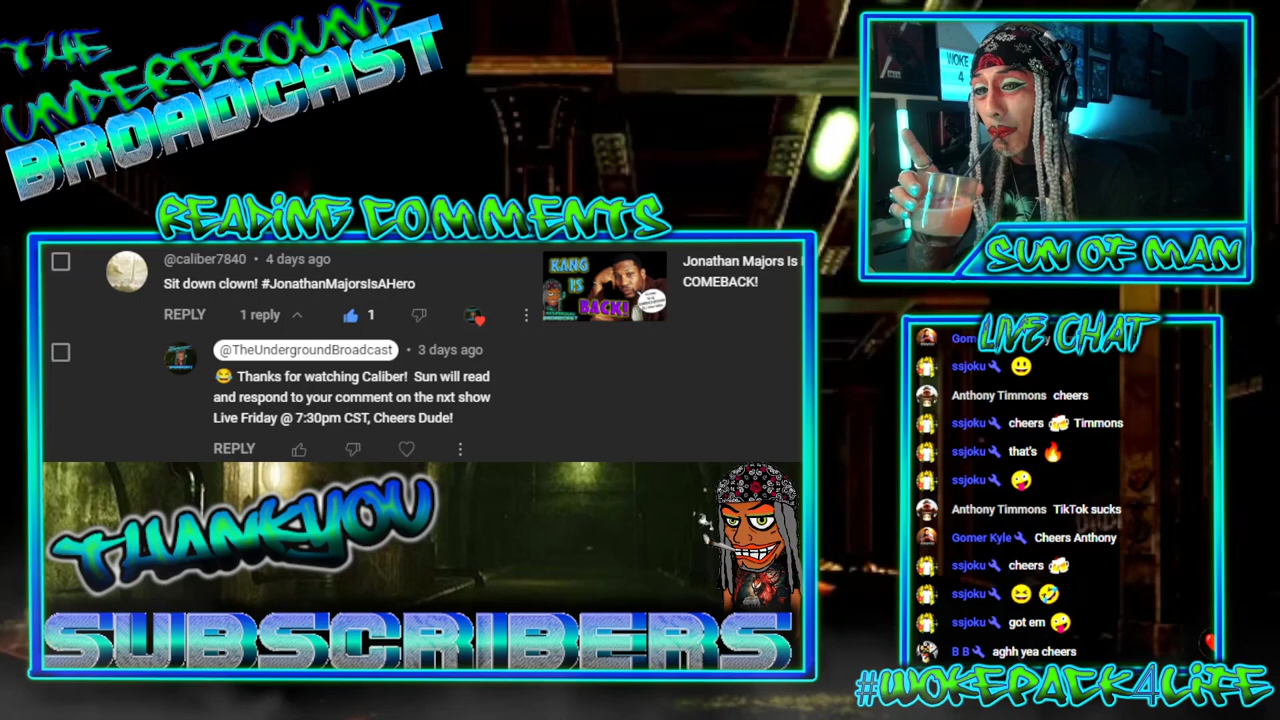 THE
UNDERGROUND
BROADCAST
WOKE
4
SUN OF MAN
READING COMMENTS
@caliber7840 • 4 days ago
Sit down clown! #JonathanMajorsIsAHero
REPLY 1 reply 1
KANG
IS
BACK!
Jonathan Majors Is
COMEBACK!
@TheUndergroundBroadcast • 3 days ago
😂 Thanks for watching Caliber! Sun will read
and respond to your comment on the nxt show
Live Friday @ 7:30pm CST, Cheers Dude!
REPLY
THANKYOU
SUBSCRIBERS
LIVE CHAT
Gom
ssjoku 😃
Anthony Timmons cheers
ssjoku cheers 🍻 Timmons
ssjoku that's 🔥
ssjoku 🤪
Anthony Timmons TikTok sucks
Gomer Kyle Cheers Anthony
ssjoku cheers 🍻
ssjoku 😆 🤣
ssjoku got em 🤪
B B aghh yea cheers
#WOKEPACK4LIFE